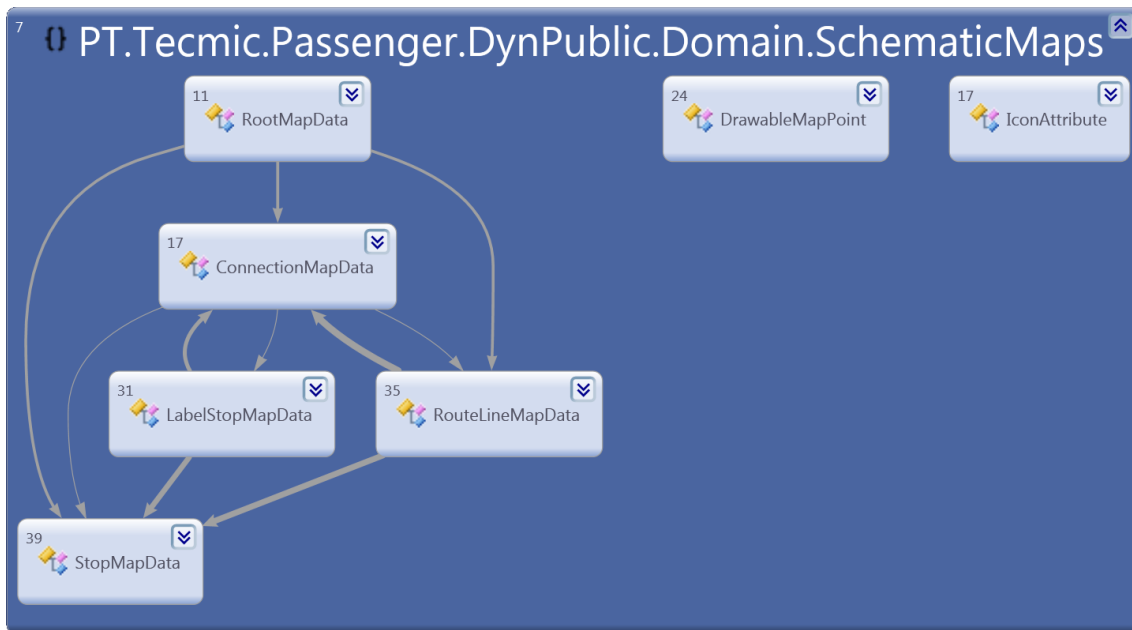 7
{} PT.Tecmic.Passenger.DynPublic.Domain.SchematicMaps
11
RootMapData
24
DrawableMapPoint
17
IconAttribute
17
ConnectionMapData
31
LabelStopMapData
35
RouteLineMapData
39
StopMapData